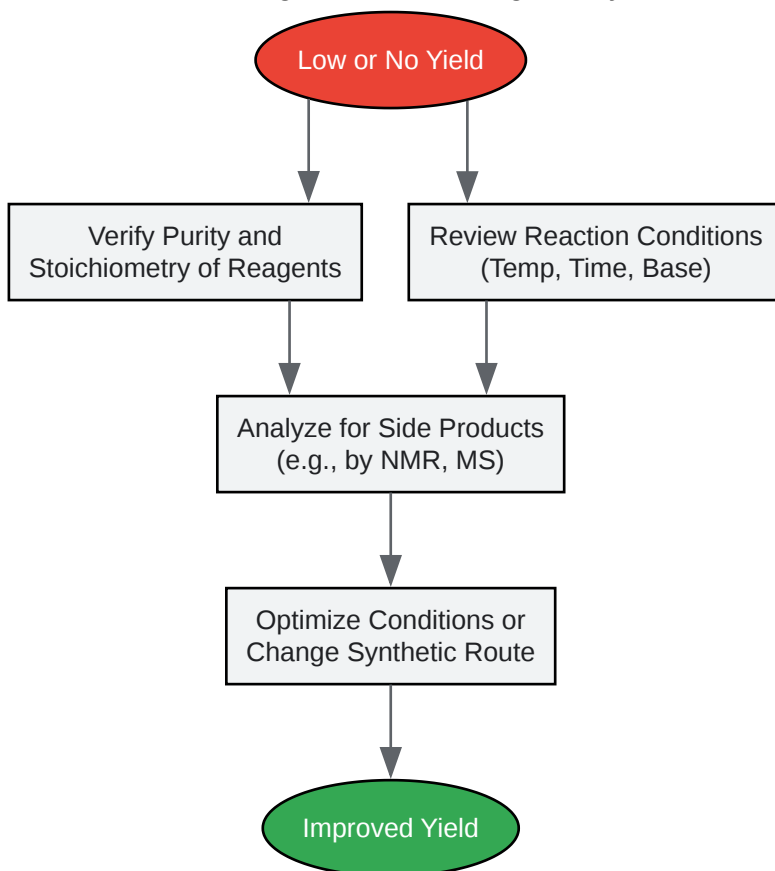 Low or No Yield
Verify Purity and
Stoichiometry of Reagents
Review Reaction Conditions
(Temp, Time, Base)
Analyze for Side Products
(e.g., by NMR, MS)
Optimize Conditions or
Change Synthetic Route
Improved Yield